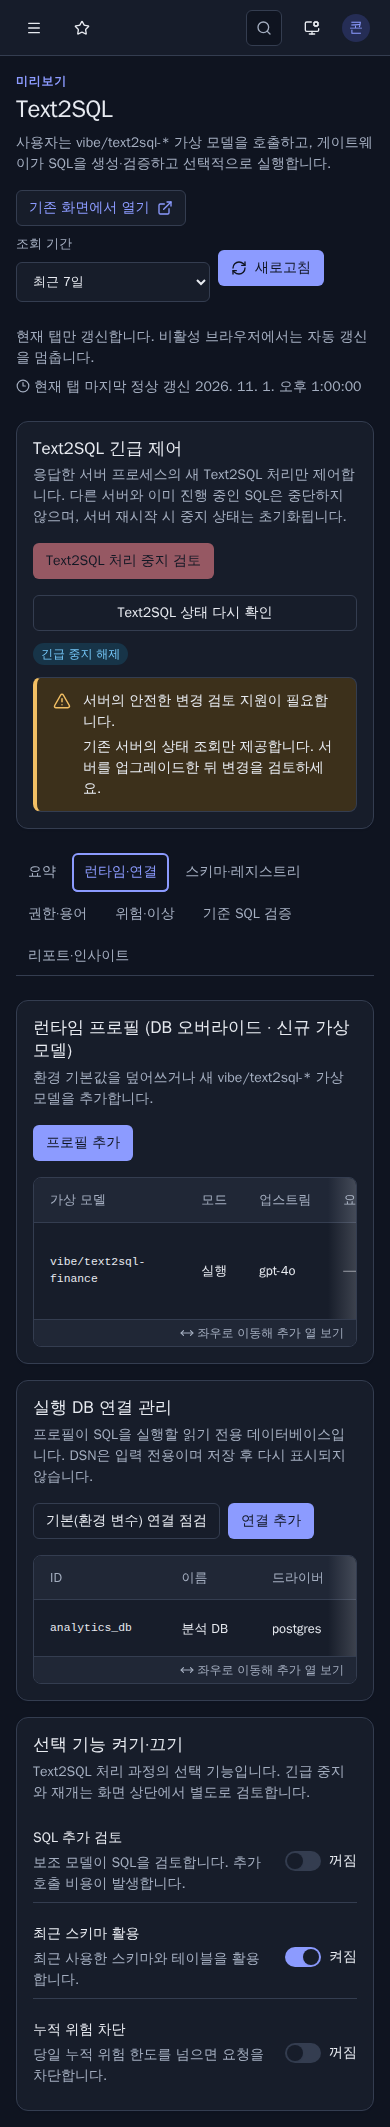 콘
미리보기
Text2SQL
사용자는 vibe/text2sql-* 가상 모델을 호출하고, 게이트웨
이가 SQL을 생성·검증하고 선택적으로 실행합니다.
기존 화면에서 열기
조회 기간
최근 7일
새로고침
현재 탭만 갱신합니다. 비활성 브라우저에서는 자동 갱신
을 멈춥니다.
현재 탭 마지막 정상 갱신 2026. 11. 1. 오후 1:00:00
Text2SQL 긴급 제어
응답한 서버 프로세스의 새 Text2SQL 처리만 제어합
니다. 다른 서버와 이미 진행 중인 SQL은 중단하지
않으며, 서버 재시작 시 중지 상태는 초기화됩니다.
Text2SQL 처리 중지 검토
Text2SQL 상태 다시 확인
긴급 중지 해제
서버의 안전한 변경 검토 지원이 필요합
니다.
기존 서버의 상태 조회만 제공합니다. 서
버를 업그레이드한 뒤 변경을 검토하세
요.
요약 런타임·연결 스키마·레지스트리
권한·용어 위험·이상 기준 SQL 검증
리포트·인사이트
런타임 프로필 (DB 오버라이드 · 신규 가상
모델)
환경 기본값을 덮어쓰거나 새 vibe/text2sql-* 가상
모델을 추가합니다.
프로필 추가
가상 모델 모드 업스트림 요
vibe/text2sql-
finance
실행 gpt-4o —
↔ 좌우로 이동해 추가 열 보기
실행 DB 연결 관리
프로필이 SQL을 실행할 읽기 전용 데이터베이스입
니다. DSN은 입력 전용이며 저장 후 다시 표시되지
않습니다.
기본(환경 변수) 연결 점검 연결 추가
ID 이름 드라이버
analytics_db 분석 DB postgres
↔ 좌우로 이동해 추가 열 보기
선택 기능 켜기·끄기
Text2SQL 처리 과정의 선택 기능입니다. 긴급 중지
와 재개는 화면 상단에서 별도로 검토합니다.
SQL 추가 검토
보조 모델이 SQL을 검토합니다. 추가
호출 비용이 발생합니다.
꺼짐
최근 스키마 활용
최근 사용한 스키마와 테이블을 활용
합니다.
켜짐
누적 위험 차단
당일 누적 위험 한도를 넘으면 요청을
차단합니다.
꺼짐